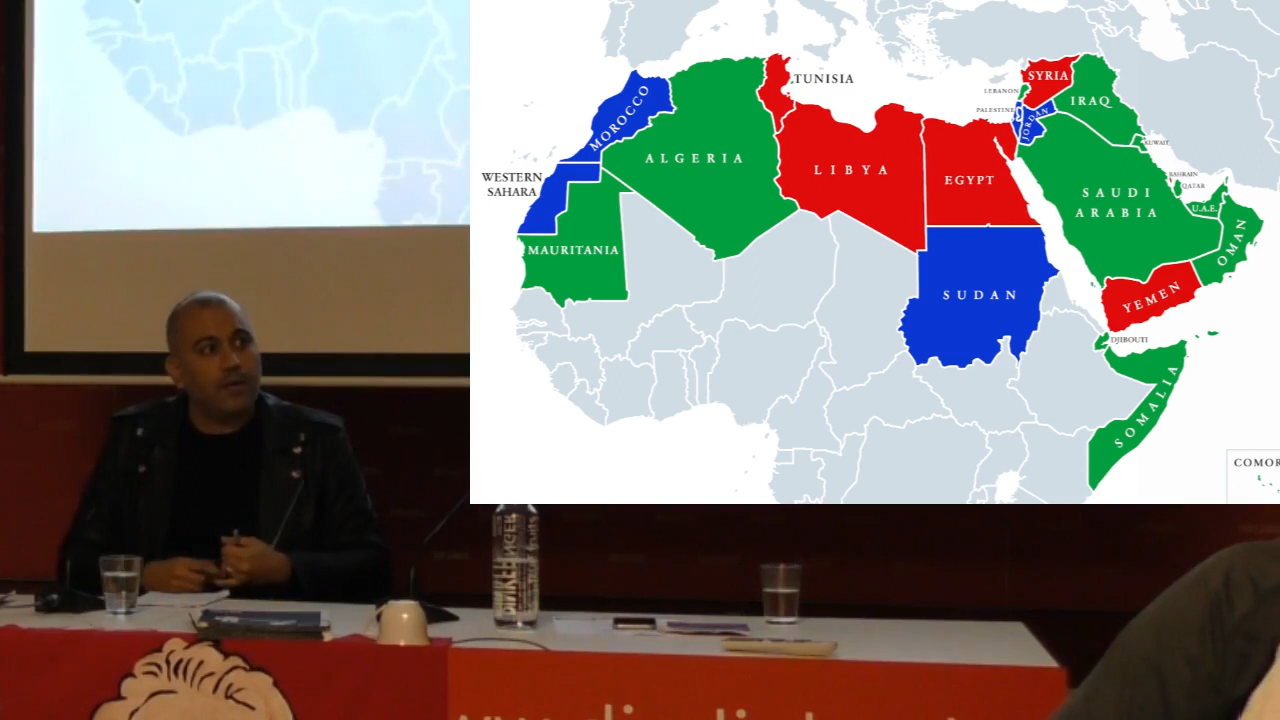 TUNISIA
SYRIA
LEBANON
MOROCCO
IRAQ
PALESTINE
JORDAN
KUWAIT
ALGERIA
LIBYA
EGYPT
BAHRAIN
WESTERN
SAHARA
QATAR
SAUDI
ARABIA
U.A.E.
MAURITANIA
OMAN
SUDAN
YEMEN
DJIBOUTI
SOMALIA